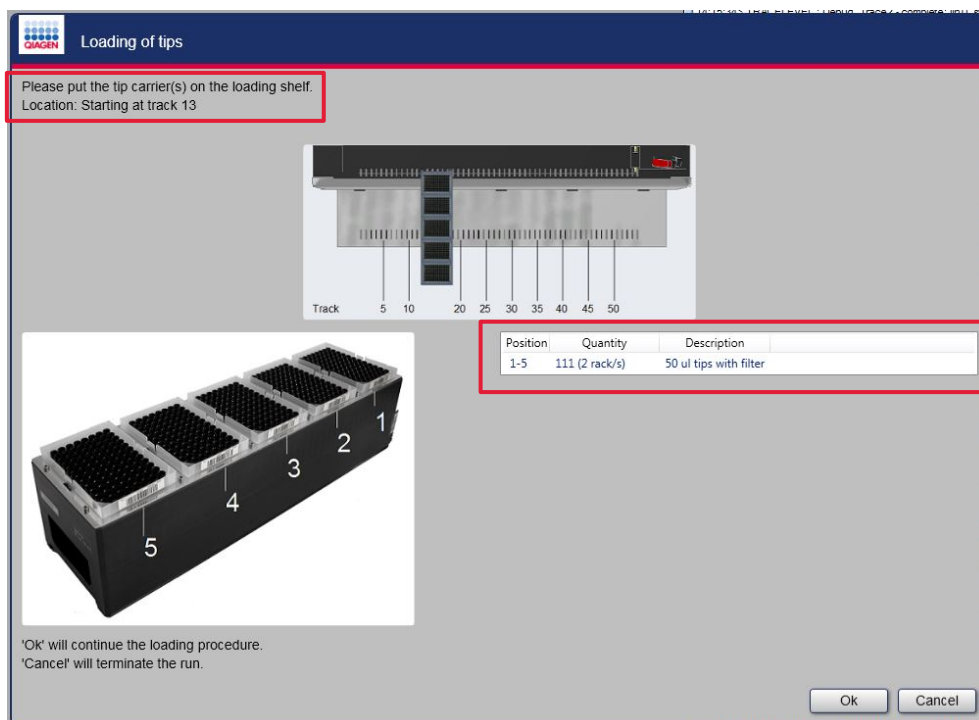 QIAGEN
Loading of tips
Please put the tip carrier(s) on the loading shelf.
Location: Starting at track 13
Track 5 10 20 25 30 35 40 45 50
Position Quantity Description
1-5 111 (2 rack/s) 50 ul tips with filter
1
2
3
4
5
'Ok' will continue the loading procedure.
'Cancel' will terminate the run.
Ok Cancel